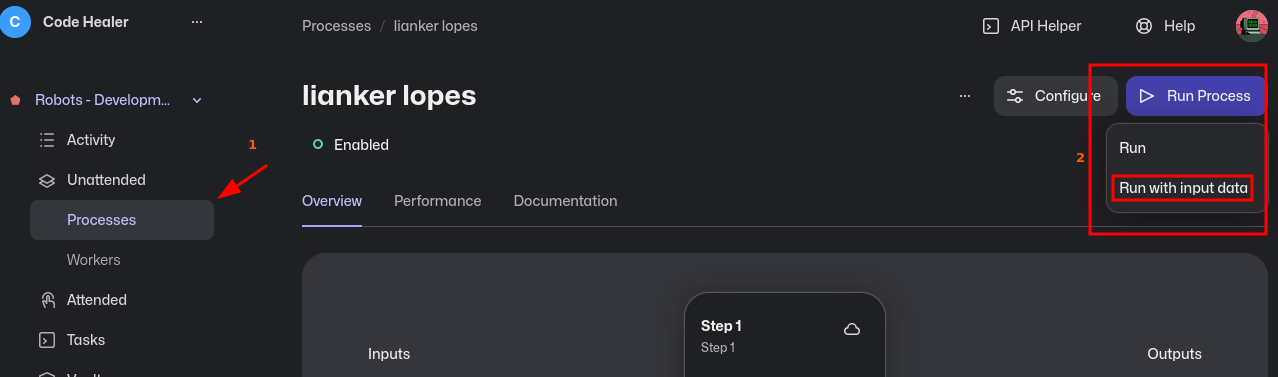 C Code Healer ...
Processes / lianker lopes
API Helper
Help
Robots - Developm...
Activity
Unattended
Processes
Workers
Attended
Tasks
1
lianker lopes
... Configure
Run Process
Enabled
2
Run
Run with input data
Overview Performance Documentation
Step 1
Step 1
Inputs
Outputs